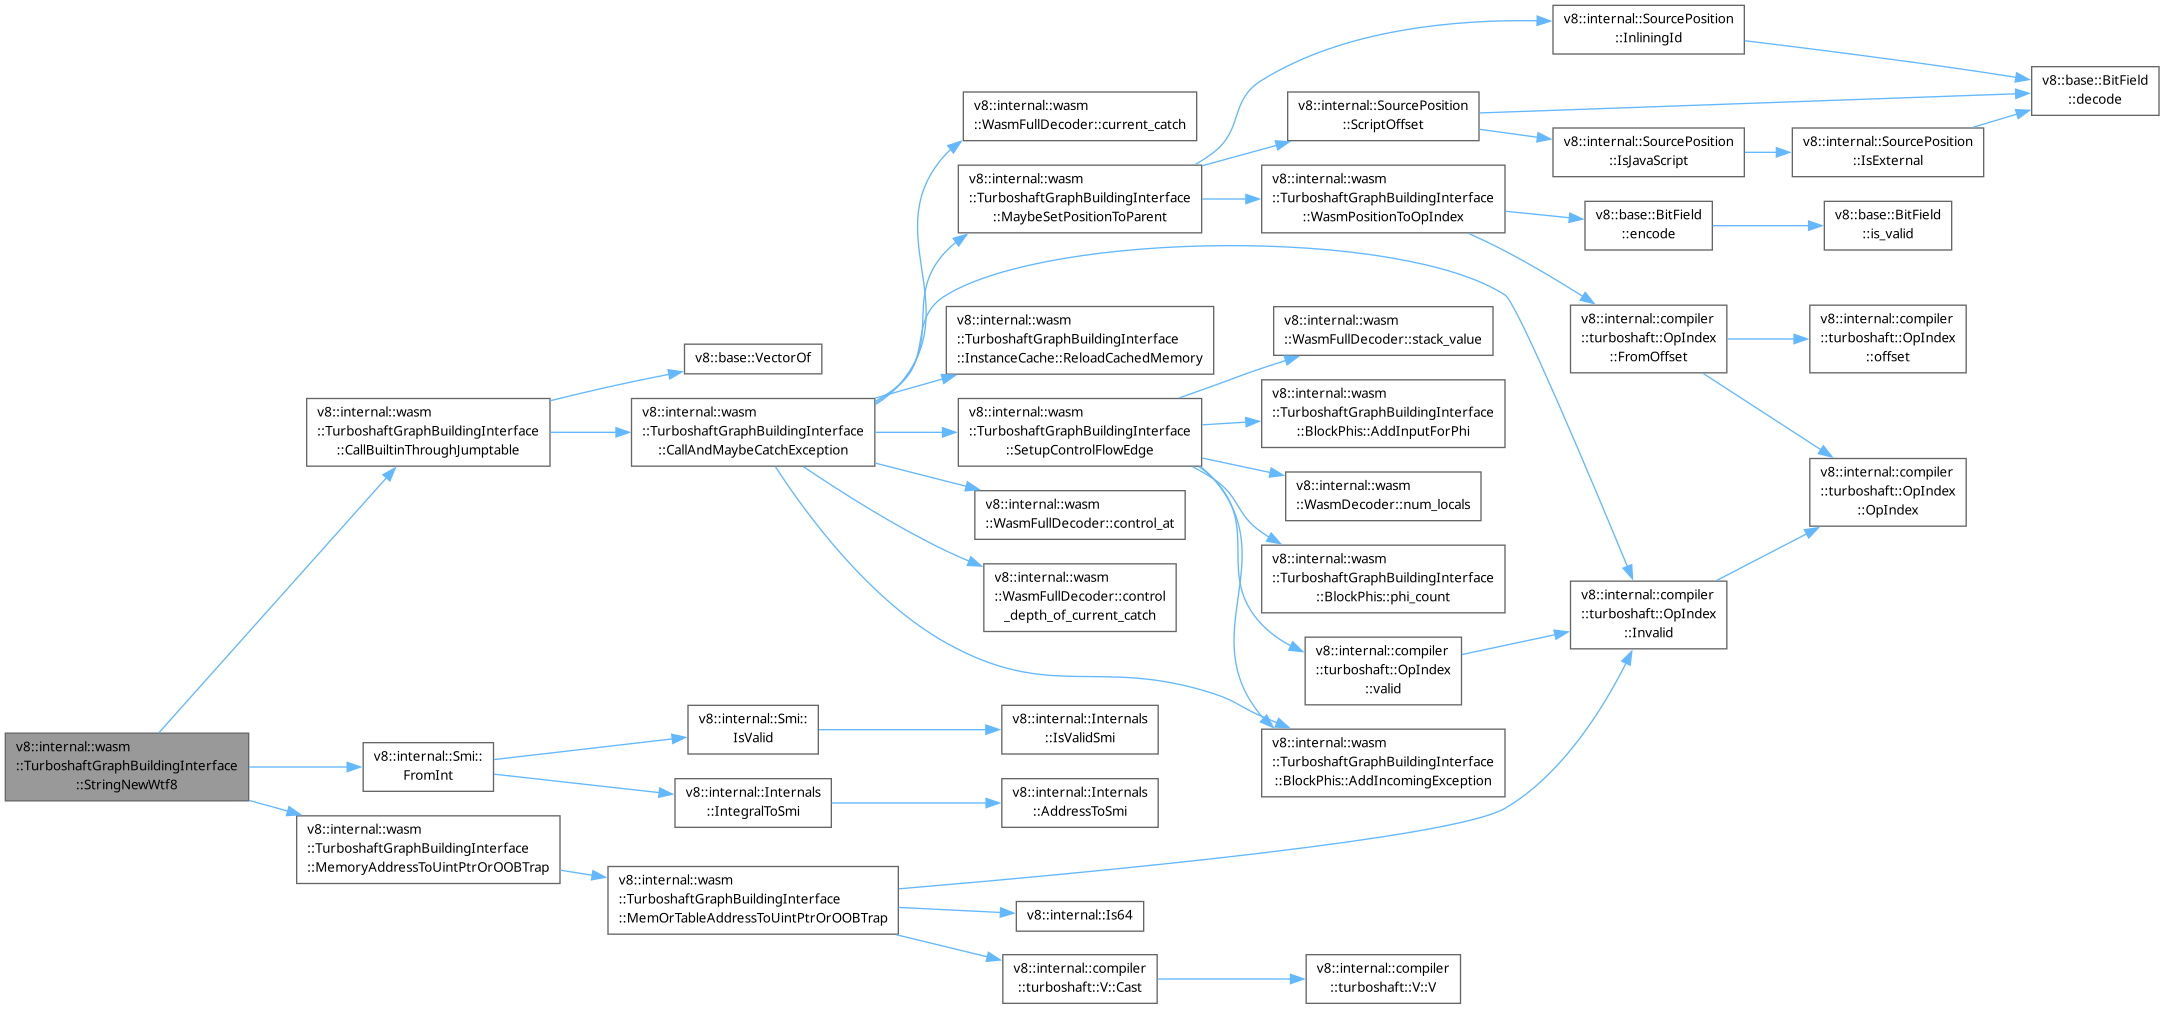 v8::internal::wasm
::TurboshaftGraphBuildingInterface
::StringNewWtf8
v8::internal::wasm
::TurboshaftGraphBuildingInterface
::CallBuiltinThroughJumptable
v8::base::VectorOf
v8::internal::wasm
::TurboshaftGraphBuildingInterface
::CallAndMaybeCatchException
v8::internal::wasm
::WasmFullDecoder::current_catch
v8::internal::wasm
::TurboshaftGraphBuildingInterface
::MaybeSetPositionToParent
v8::internal::SourcePosition
::InliningId
v8::base::BitField
::decode
v8::internal::SourcePosition
::ScriptOffset
v8::internal::SourcePosition
::IsJavaScript
v8::internal::SourcePosition
::IsExternal
v8::internal::wasm
::TurboshaftGraphBuildingInterface
::WasmPositionToOpIndex
v8::base::BitField
::encode
v8::base::BitField
::is_valid
v8::internal::compiler
::turboshaft::OpIndex
::FromOffset
v8::internal::compiler
::turboshaft::OpIndex
::offset
v8::internal::compiler
::turboshaft::OpIndex
::OpIndex
v8::internal::compiler
::turboshaft::OpIndex
::Invalid
v8::internal::wasm
::TurboshaftGraphBuildingInterface
::InstanceCache::ReloadCachedMemory
v8::internal::wasm
::TurboshaftGraphBuildingInterface
::SetupControlFlowEdge
v8::internal::wasm
::WasmFullDecoder::stack_value
v8::internal::wasm
::TurboshaftGraphBuildingInterface
::BlockPhis::AddInputForPhi
v8::internal::wasm
::WasmDecoder::num_locals
v8::internal::wasm
::TurboshaftGraphBuildingInterface
::BlockPhis::phi_count
v8::internal::compiler
::turboshaft::OpIndex
::valid
v8::internal::wasm
::TurboshaftGraphBuildingInterface
::BlockPhis::AddIncomingException
v8::internal::wasm
::WasmFullDecoder::control_at
v8::internal::wasm
::WasmFullDecoder::control
_depth_of_current_catch
v8::internal::Smi::
FromInt
v8::internal::Smi::
IsValid
v8::internal::Internals
::IsValidSmi
v8::internal::Internals
::IntegralToSmi
v8::internal::Internals
::AddressToSmi
v8::internal::wasm
::TurboshaftGraphBuildingInterface
::MemoryAddressToUintPtrOrOOBTrap
v8::internal::wasm
::TurboshaftGraphBuildingInterface
::MemOrTableAddressToUintPtrOrOOBTrap
v8::internal::Is64
v8::internal::compiler
::turboshaft::V::Cast
v8::internal::compiler
::turboshaft::V::V